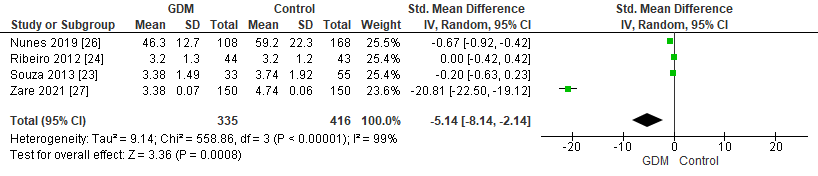 GDM Control Std. Mean Difference Std. Mean Difference
Study or Subgroup Mean SD Total Mean SD Total Weight IV, Random, 95% CI IV, Random, 95% CI
Nunes 2019 [26] 46.3 12.7 108 59.2 22.3 168 25.5% -0.67 [-0.92, -0.42]
Ribeiro 2012 [24] 3.2 1.3 44 3.2 1.2 43 25.4% 0.00 [-0.42, 0.42]
Souza 2013 [23] 3.38 1.49 33 3.74 1.92 55 25.4% -0.20 [-0.63, 0.23]
Zare 2021 [27] 3.38 0.07 150 4.74 0.06 150 23.6% -20.81 [-22.50, -19.12]
Total (95% CI) 335 416 100.0% -5.14 [-8.14, -2.14]
Heterogeneity: Tau² = 9.14; Chi² = 558.86, df = 3 (P < 0.00001); I² = 99%
Test for overall effect: Z = 3.36 (P = 0.0008)
-20 -10 0 10 20
GDM Control